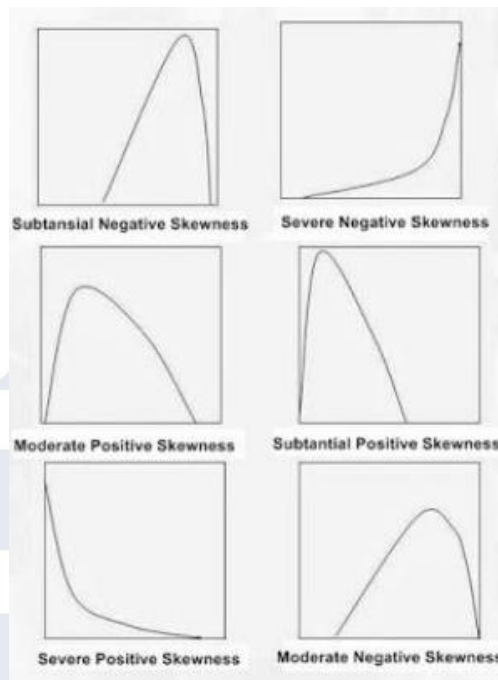 Subtansial Negative Skewness
Severe Negative Skewness
Moderate Positive Skewness
Subtantial Positive Skewness
Severe Positive Skewness
Moderate Negative Skewness